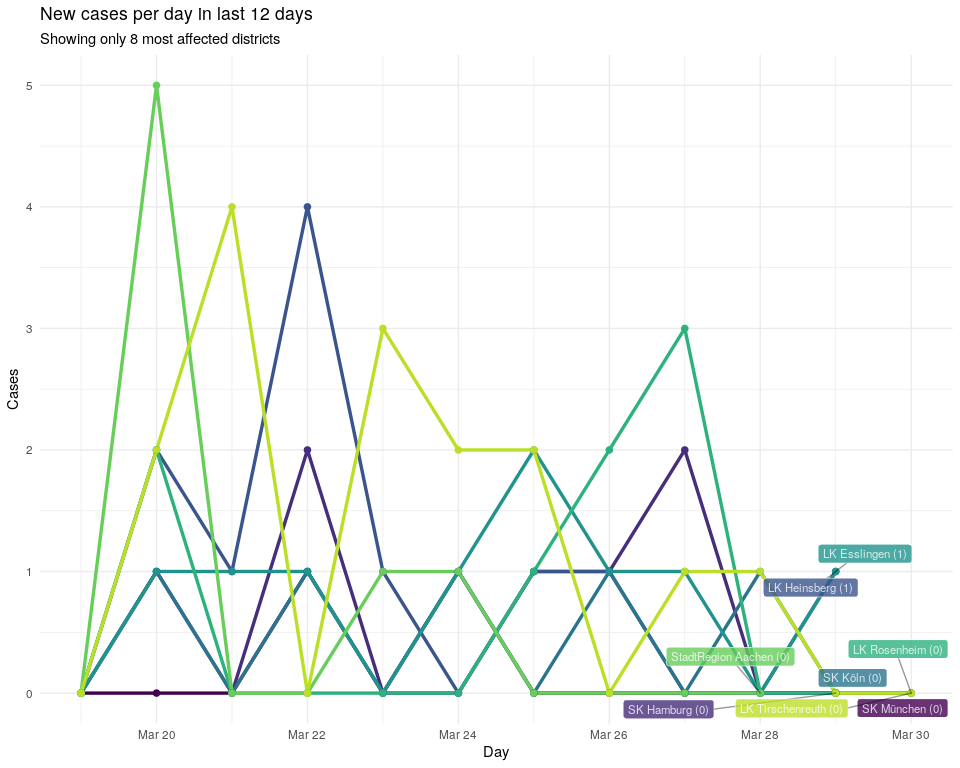 New cases per day in last 12 days
Showing only 8 most affected districts
5
4
3
2
1
0
Cases
LK Esslingen (1)
LK Heinsberg (1)
LK Rosenheim (0)
StadtRegion Aachen (0)
SK Köln (0)
SK Hamburg (0)
LK Tirschenreuth (0)
SK München (0)
Mar 20
Mar 22
Mar 24
Mar 26
Mar 28
Mar 30
Day